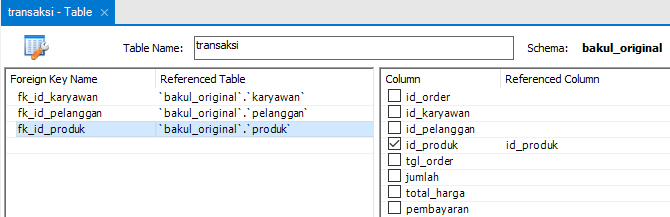 transaksi - Table ×
Table Name: transaksi Schema: bakul_original
Foreign Key Name Referenced Table
fk_id_karyawan `bakul_original`.`karyawan`
fk_id_pelanggan `bakul_original`.`pelanggan`
fk_id_produk `bakul_original`.`produk`
Column Referenced Column
id_order
id_karyawan
id_pelanggan
id_produk id_produk
tgl_order
jumlah
total_harga
pembayaran